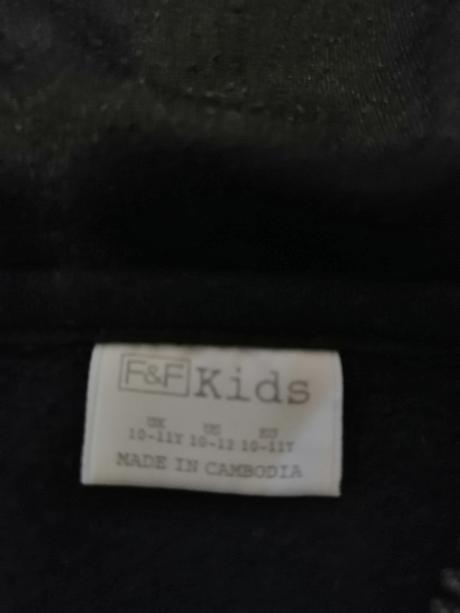 F&F Kids
UK US EU
10-11Y 10-12 10-11Y
MADE IN CAMBODIA